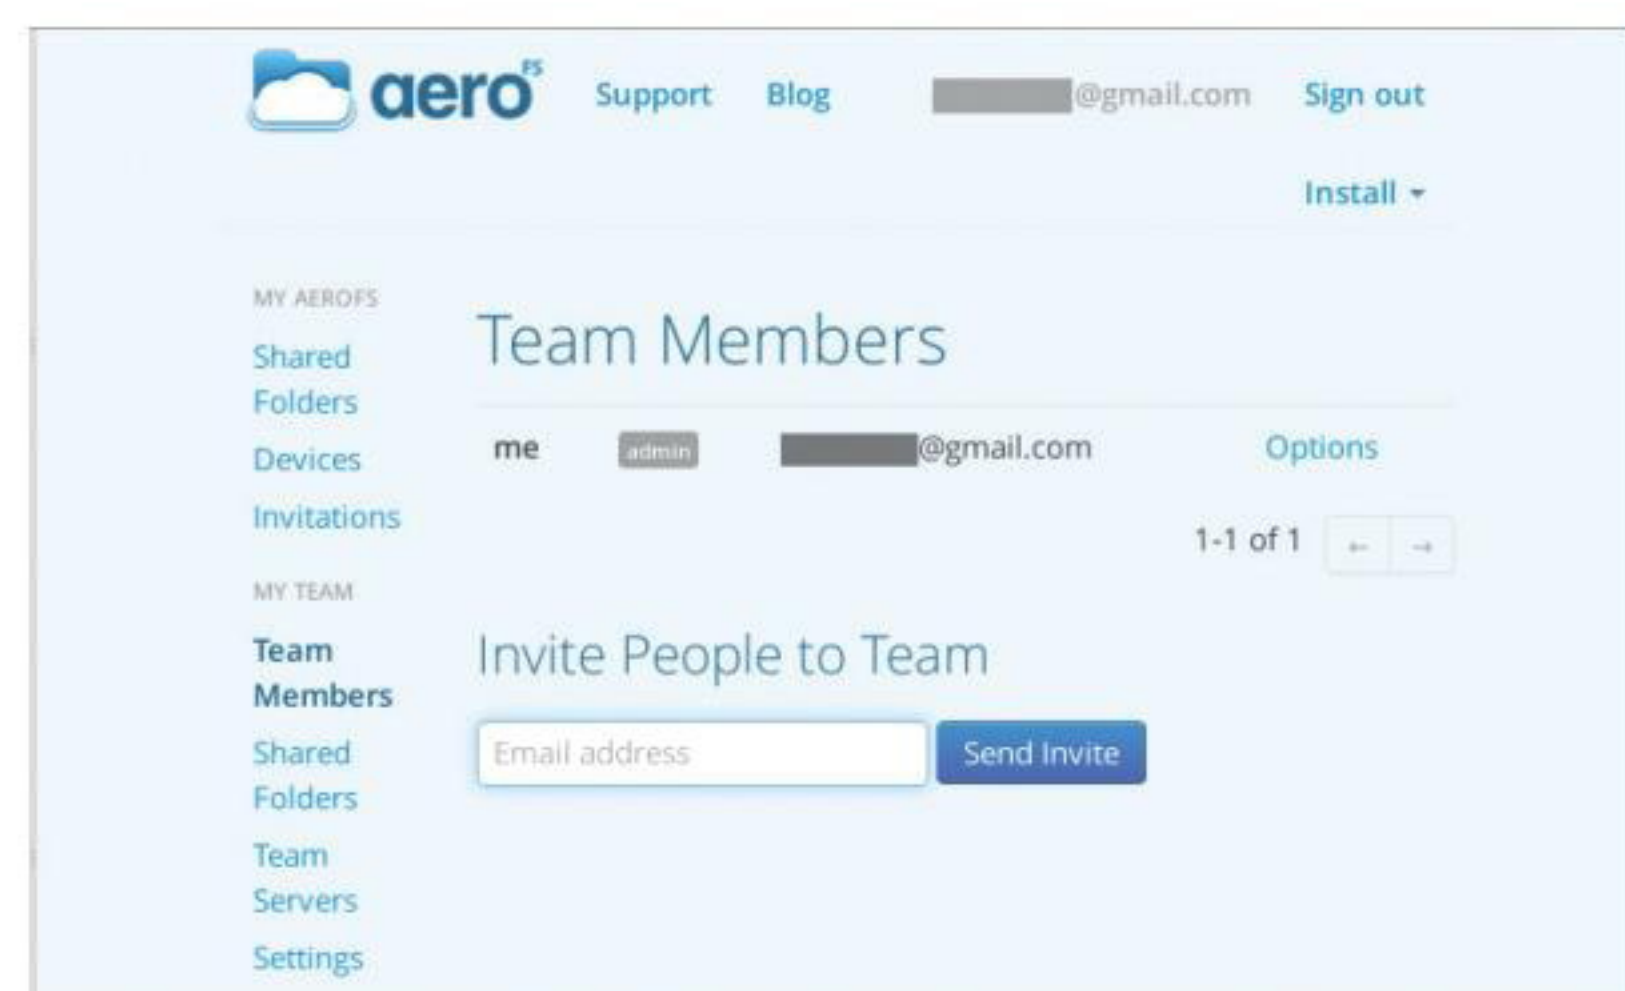 aeroFS Support Blog @gmail.com Sign out
Install
MY AEROFS
Shared
Folders
Devices
Invitations
MY TEAM
Team
Members
Shared
Folders
Team
Servers
Settings
Team Members
me admin @gmail.com Options
1-1 of 1 ← →
Invite People to Team
Email address Send Invite